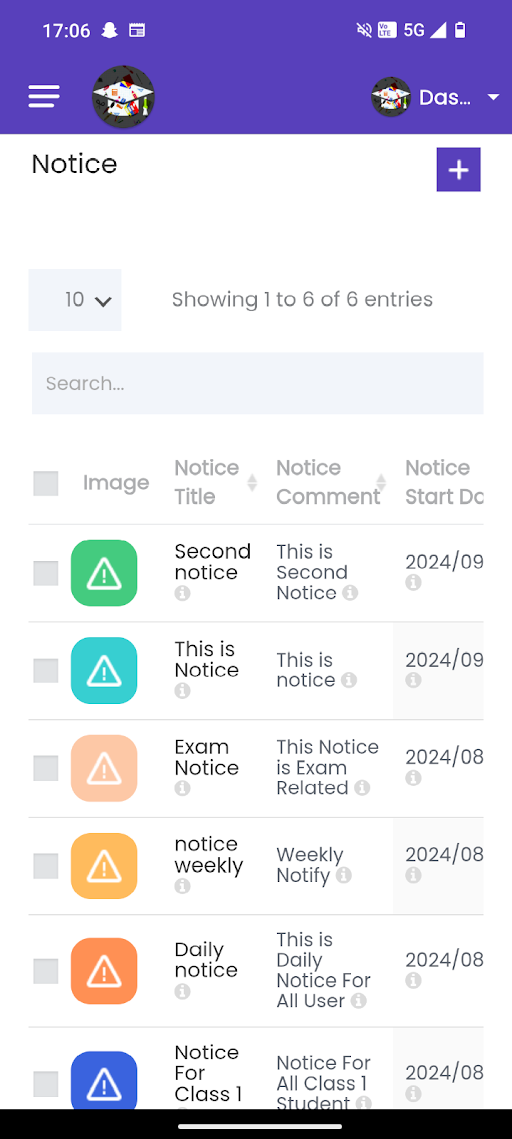 17:06
Vo LTE 5G
Das...
Notice
+
10
Showing 1 to 6 of 6 entries
Search...
Image
Notice
Title
Notice
Comment
Notice
Start Da
Second
notice
This is
Second
Notice
2024/09
This is
Notice
This is
notice
2024/09
Exam
Notice
This Notice
is Exam
Related
2024/08
notice
weekly
Weekly
Notify
2024/08
Daily
notice
This is
Daily
Notice For
All User
2024/08
Notice
For
Class 1
Notice For
All Class 1
Student
2024/08